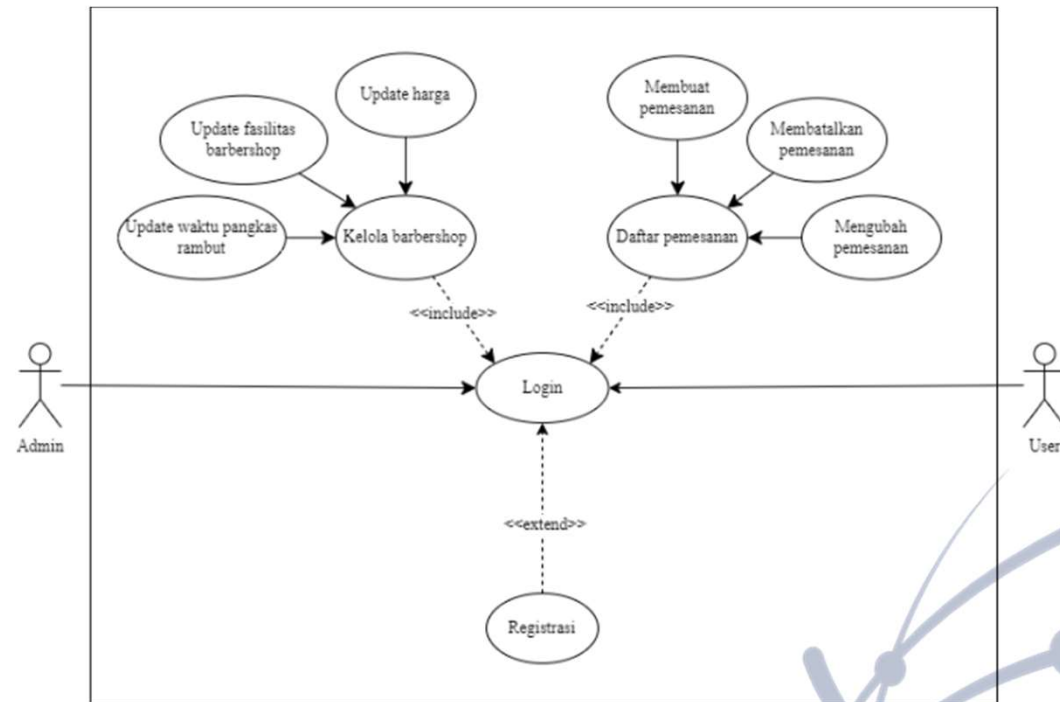 Update harga
Membuat
pemesanan
Update fasilitas
barbershop
Membatalkan
pemesanan
Update waktu pangkas
rambut
Kelola barbershop
Daftar pemesanan
Mengubah
pemesanan
<<include>>
<<include>>
Login
Admin
User
<<extend>>
Registrasi